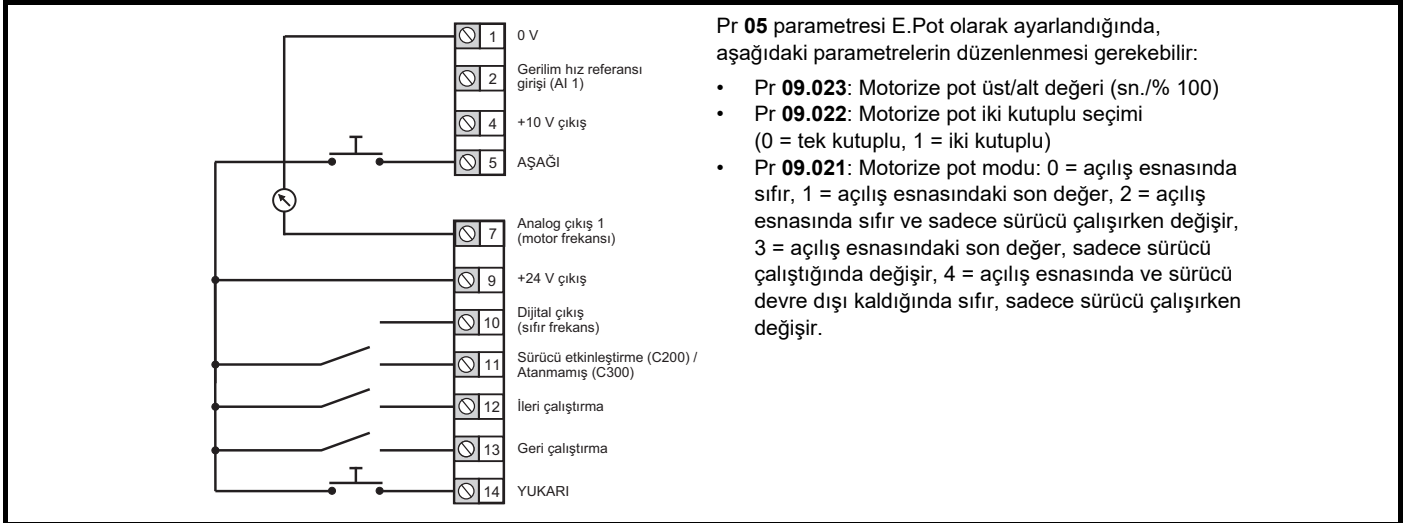 1 0 V
2 Gerilim hız referansı
girişi (AI 1)
4 +10 V çıkış
5 AŞAĞI
7 Analog çıkış 1
(motor frekansı)
9 +24 V çıkış
10 Dijital çıkış
(sıfır frekans)
11 Sürücü etkinleştirme (C200) /
Atanmamış (C300)
12 İleri çalıştırma
13 Geri çalıştırma
14 YUKARI
Pr 05 parametresi E.Pot olarak ayarlandığında,
aşağıdaki parametrelerin düzenlenmesi gerekebilir:
• Pr 09.023: Motorize pot üst/alt değeri (sn./% 100)
• Pr 09.022: Motorize pot iki kutuplu seçimi
(0 = tek kutuplu, 1 = iki kutuplu)
• Pr 09.021: Motorize pot modu: 0 = açılış esnasında
sıfır, 1 = açılış esnasındaki son değer, 2 = açılış
esnasında sıfır ve sadece sürücü çalışırken değişir,
3 = açılış esnasındaki son değer, sadece sürücü
çalıştığında değişir, 4 = açılış esnasında ve sürücü
devre dışı kaldığında sıfır, sadece sürücü çalışırken
değişir.